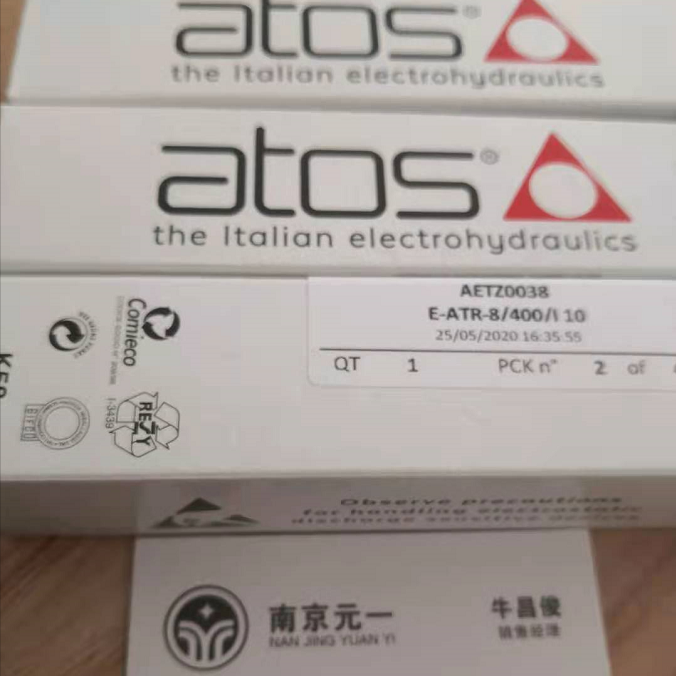 atos®
the Italian electrohydraulics
atos®
the Italian electrohydraulics
AETZ0038
E-ATR-8/400/I 10
25/05/2020 16:35:55
QT 1 PCK n° 2 of
Comieco
RESY
Observe precautions
for handling electrostatic
discharge sensitive devices
南京元一
NAN JING YUAN YI
牛昌俊
销售经理